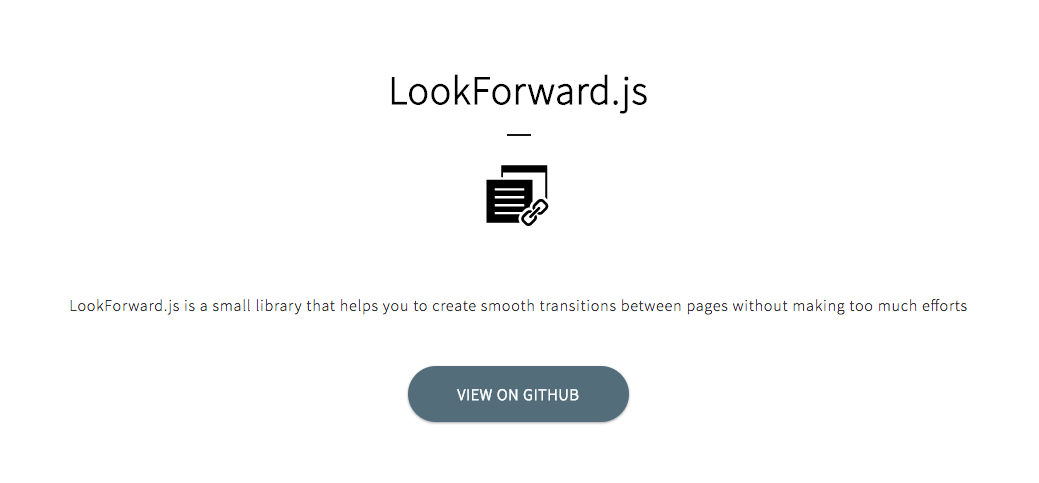 LookForward.js
LookForward.js is a small library that helps you to create smooth transitions between pages without making too much efforts
VIEW ON GITHUB